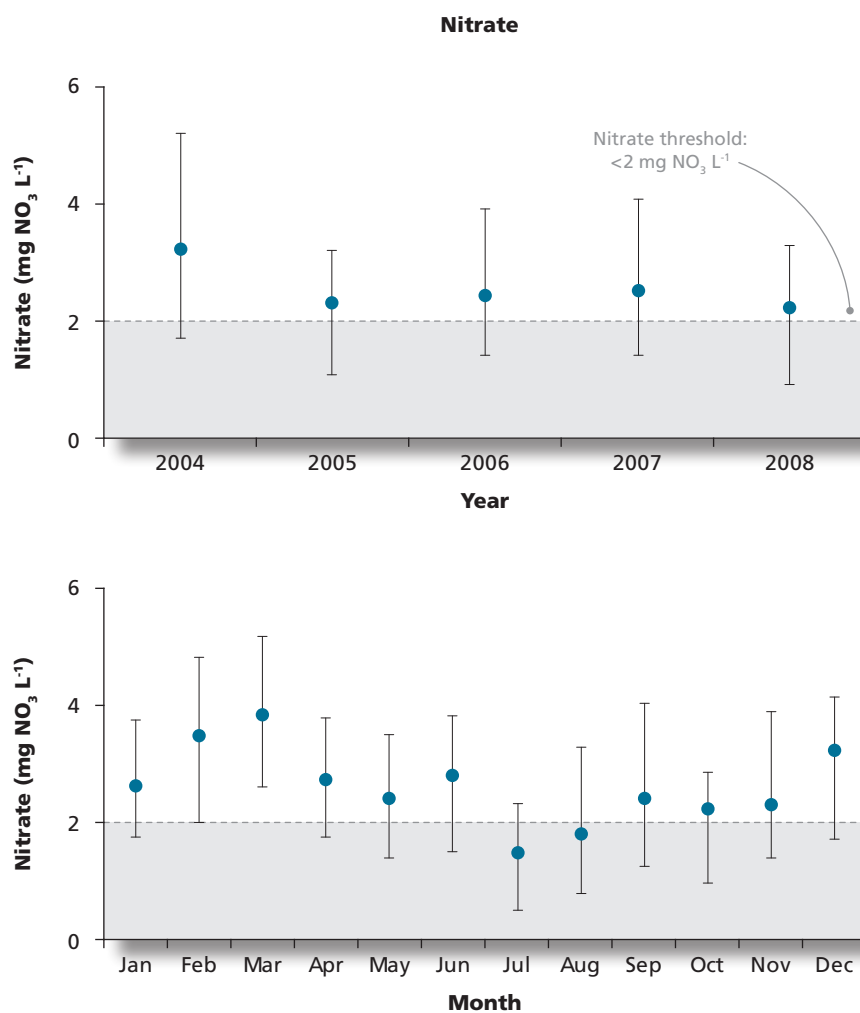 Nitrate
6
Nitrate threshold:
<2 mg NO₃ L⁻¹
4
2
0
Nitrate (mg NO₃ L⁻¹)
2004 2005 2006 2007 2008
Year
6
4
2
0
Nitrate (mg NO₃ L⁻¹)
Jan Feb Mar Apr May Jun Jul Aug Sep Oct Nov Dec
Month